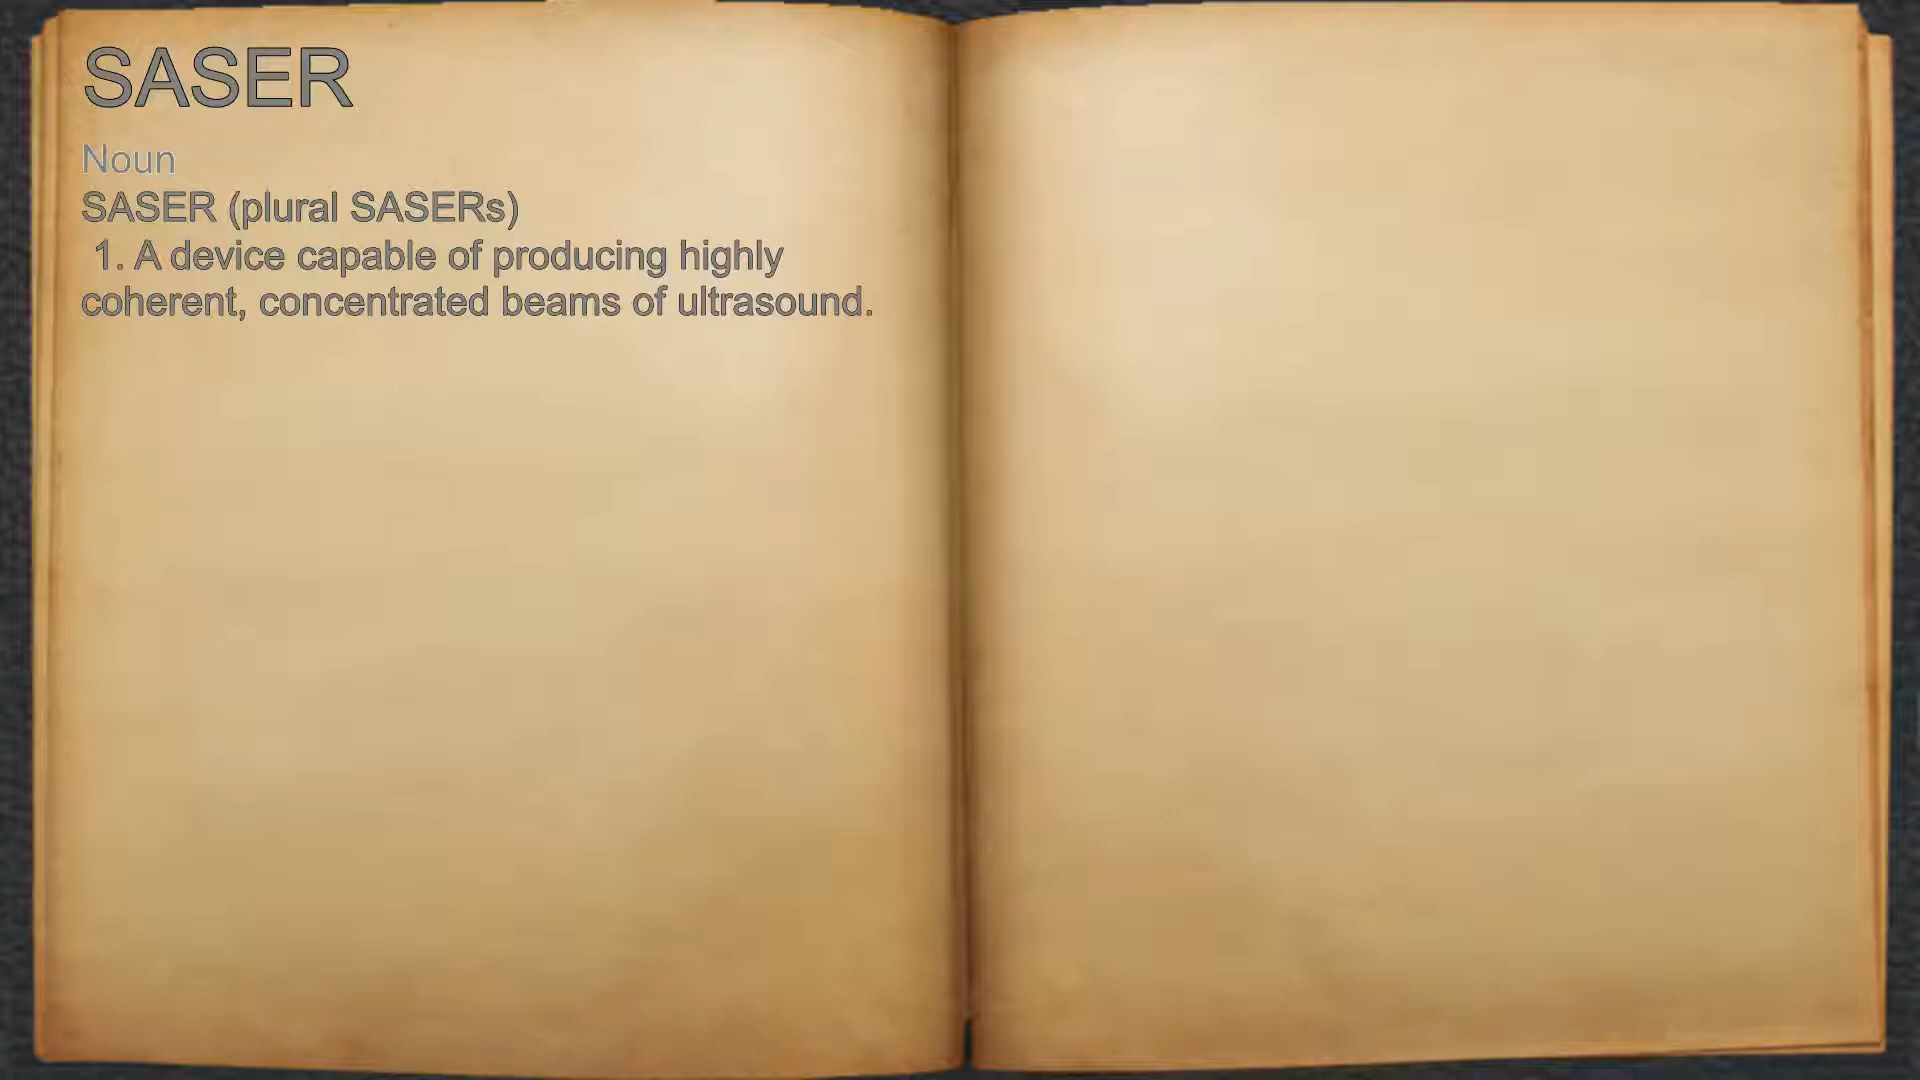 SASER
Noun
SASER (plural SASERs)
1. A device capable of producing highly
coherent, concentrated beams of ultrasound.